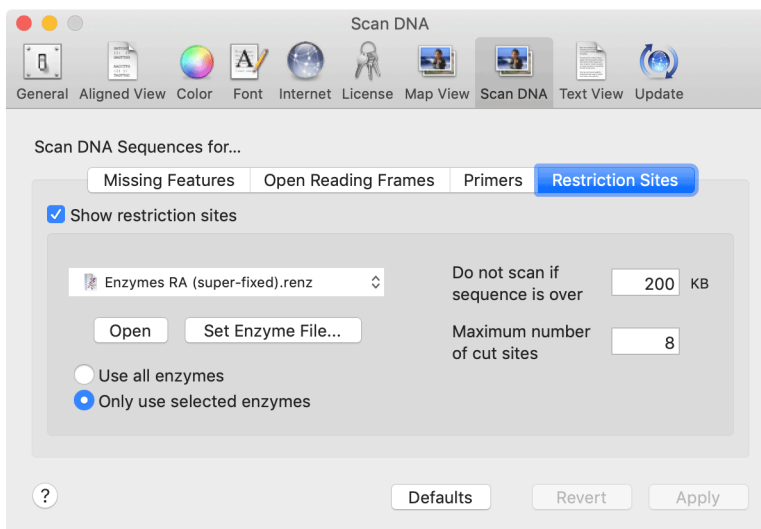 Scan DNA
General Aligned View Color Font Internet License Map View Scan DNA Text View Update
Scan DNA Sequences for...
Missing Features Open Reading Frames Primers Restriction Sites
Show restriction sites
Enzymes RA (super-fixed).renz
Do not scan if
sequence is over
200 KB
Open Set Enzyme File...
Maximum number
of cut sites
8
Use all enzymes
Only use selected enzymes
? Defaults Revert Apply